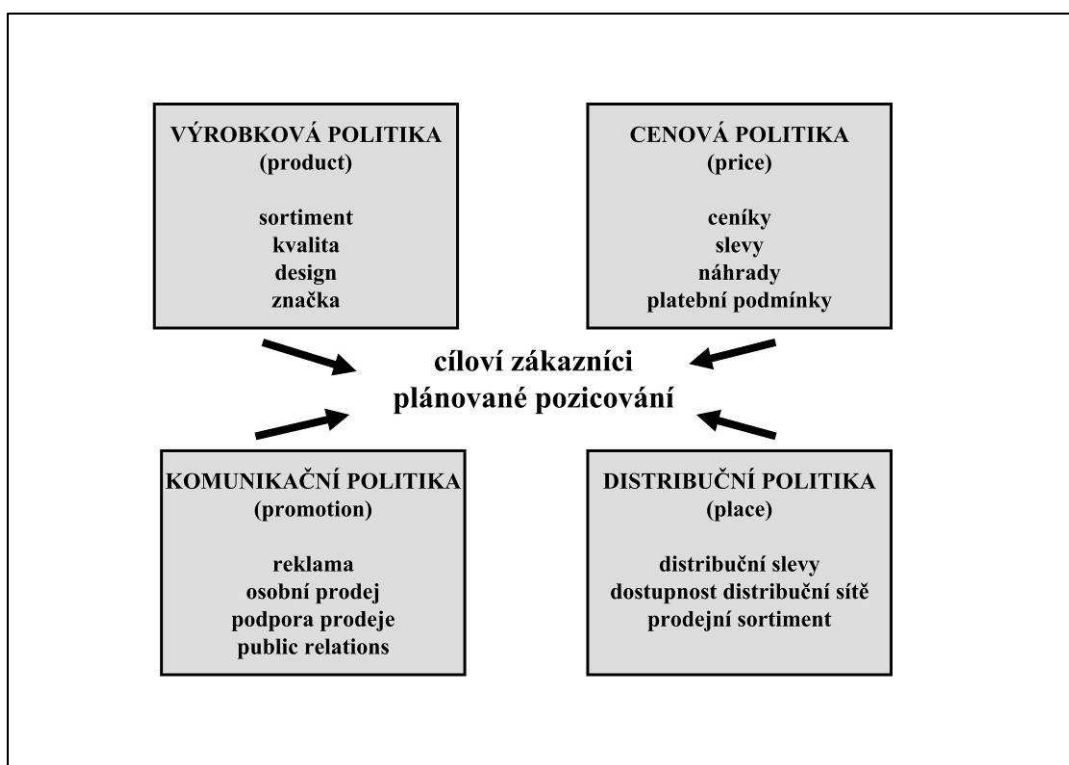 VÝROBKOVÁ POLITIKA
(product)
sortiment
kvalita
design
značka
CENOVÁ POLITIKA
(price)
ceníky
slevy
náhrady
platební podmínky
cíloví zákazníci
plánované pozicování
KOMUNIKAČNÍ POLITIKA
(promotion)
reklama
osobní prodej
podpora prodeje
public relations
DISTRIBUČNÍ POLITIKA
(place)
distribuční slevy
dostupnost distribuční sítě
prodejní sortiment